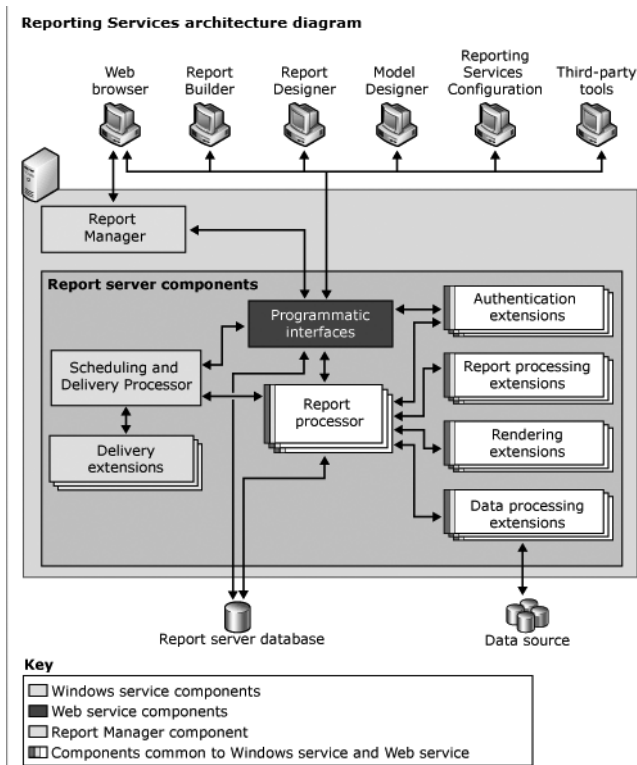 Reporting Services architecture diagram
Web
browser
Report
Builder
Report
Designer
Model
Designer
Reporting
Services
Configuration
Third-party
tools
Report
Manager
Report server components
Programmatic
interfaces
Authentication
extensions
Scheduling and
Delivery Processor
Report processing
extensions
Report
processor
Delivery
extensions
Rendering
extensions
Data processing
extensions
Report server database
Data source
Key
Windows service components
Web service components
Report Manager component
Components common to Windows service and Web service